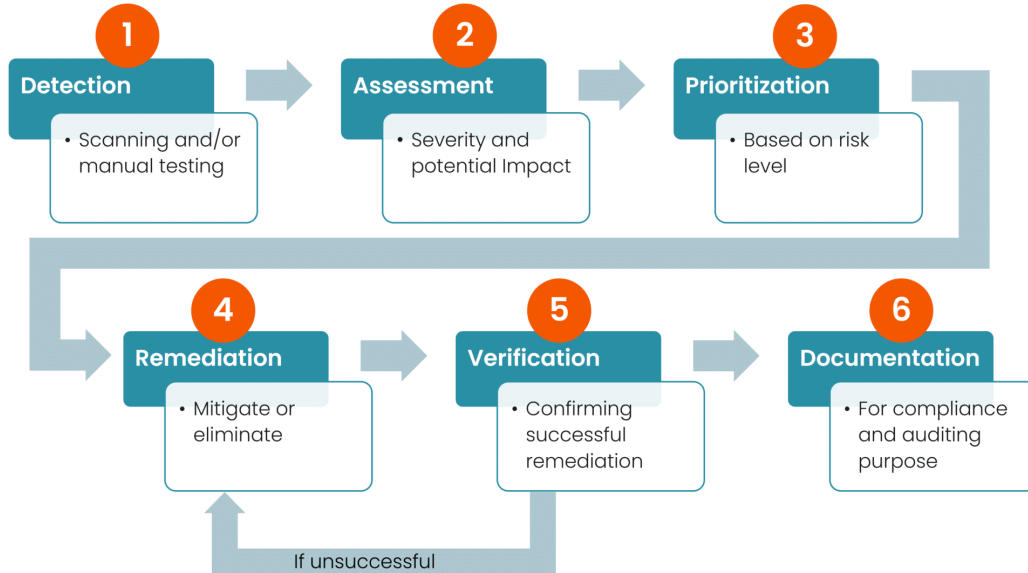 1
Detection
• Scanning and/or
manual testing
2
Assessment
• Severity and
potential Impact
3
Prioritization
• Based on risk
level
4
Remediation
• Mitigate or
eliminate
5
Verification
• Confirming
successful
remediation
6
Documentation
• For compliance
and auditing
purpose
If unsuccessful